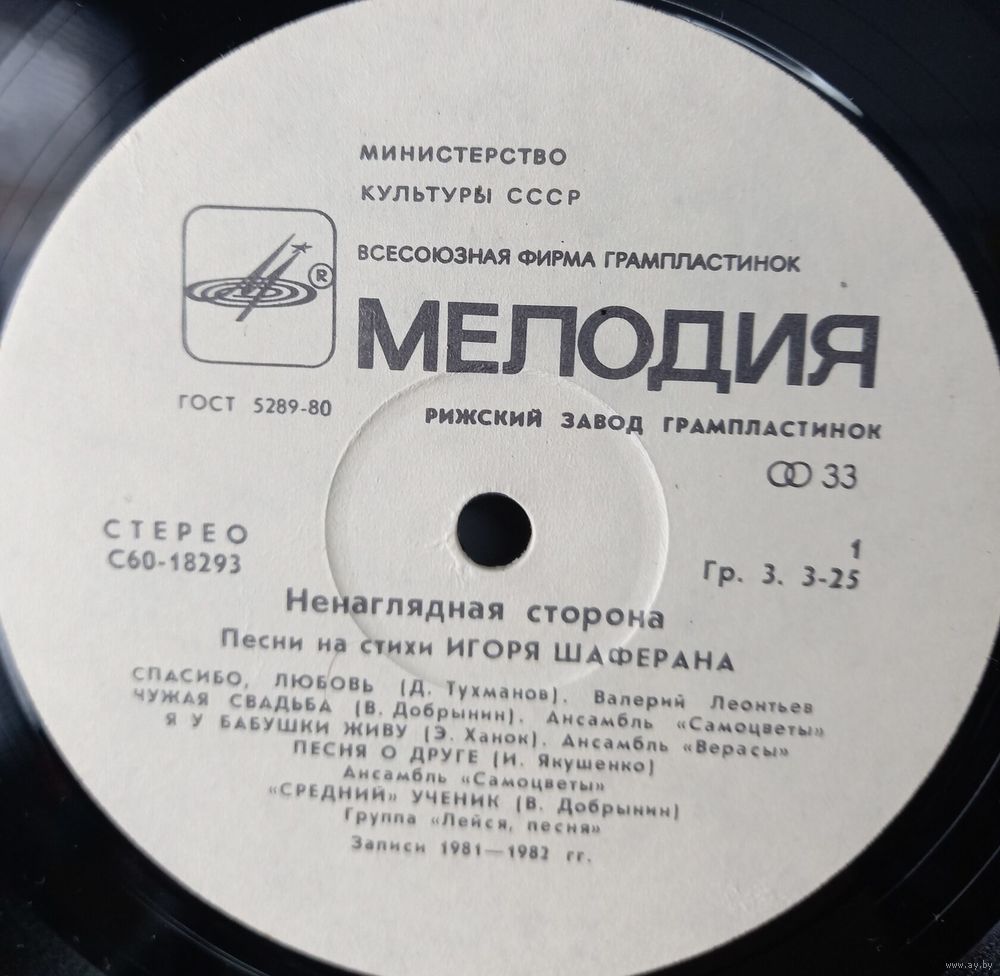 МИНИСТЕРСТВО
КУЛЬТУРЫ СССР
ВСЕСОЮЗНАЯ ФИРМА ГРАМПЛАСТИНОК
МЕЛОДИЯ
®
ГОСТ 5289-80
РИЖСКИЙ ЗАВОД ГРАМПЛАСТИНОК
33
СТЕРЕО
С60-18293
1
Гр. 3. 3-25
Ненаглядная сторона
Песни на стихи ИГОРЯ ШАФЕРАНА
СПАСИБО, ЛЮБОВЬ (Д. Тухманов). Валерий Леонтьев
ЧУЖАЯ СВАДЬБА (В. Добрынин). Ансамбль «Самоцветы»
Я У БАБУШКИ ЖИВУ (Э. Ханок). Ансамбль «Верасы»
ПЕСНЯ О ДРУГЕ (И. Якушенко)
Ансамбль «Самоцветы»
«СРЕДНИЙ» УЧЕНИК (В. Добрынин)
Группа «Лейся, песня»
Записи 1981—1982 гг.
www.ay.by